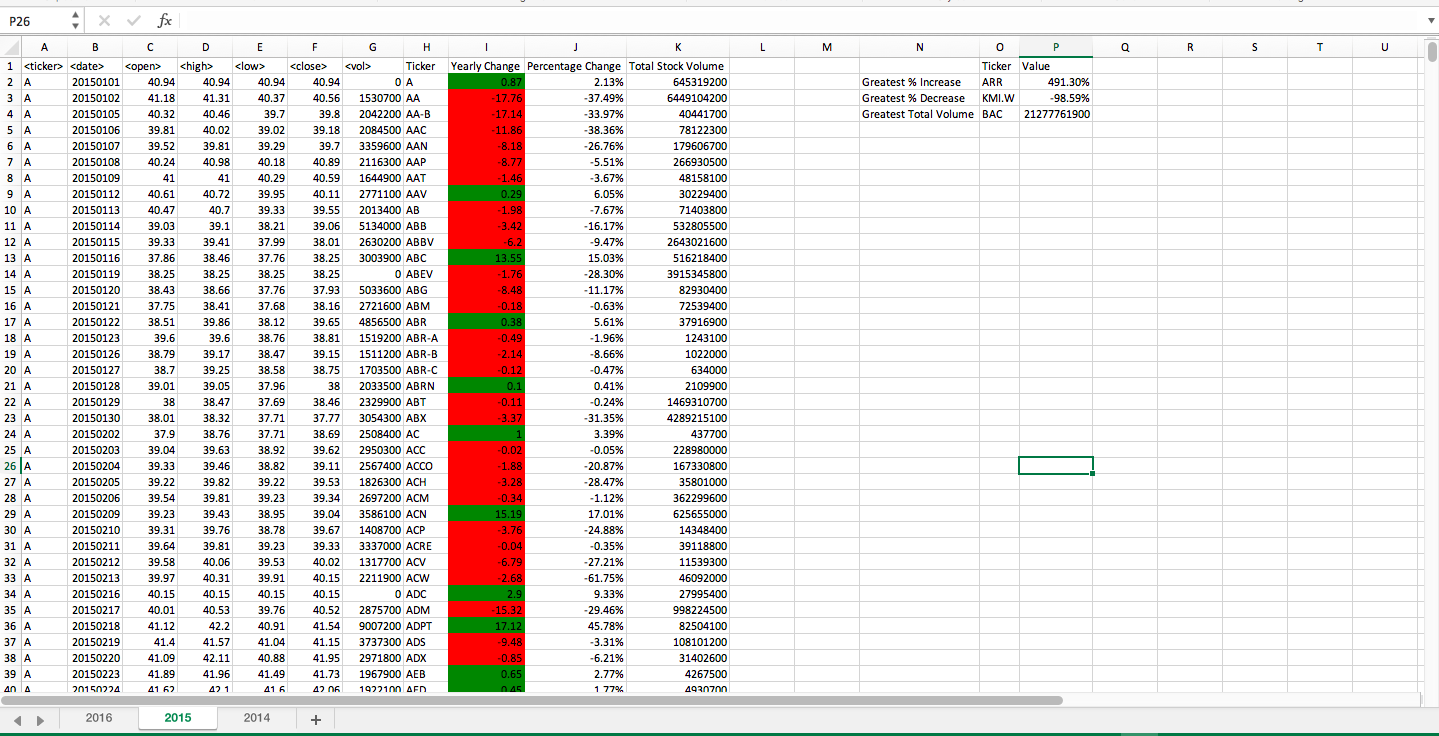 P26 fx
A B C D E F G H I J K L M N O P Q R S T U
1 <ticker> <date> <open> <high> <low> <close> <vol> Ticker Yearly Change Percentage Change Total Stock Volume Ticker Value
2 A 20150101 40.94 40.94 40.94 40.94 0 A 0.87 2.13% 645319200 Greatest % Increase ARR 491.30%
3 A 20150102 41.18 41.31 40.37 40.56 1530700 AA -17.76 -37.49% 6449104200 Greatest % Decrease KMI.W -98.59%
4 A 20150105 40.32 40.46 39.7 39.8 2042200 AA-B -17.14 -33.97% 40441700 Greatest Total Volume BAC 21277761900
5 A 20150106 39.81 40.02 39.02 39.18 2084500 AAC -11.86 -38.36% 78122300
6 A 20150107 39.52 39.81 39.29 39.7 3359600 AAN -8.18 -26.76% 179606700
7 A 20150108 40.24 40.98 40.18 40.89 2116300 AAP -8.77 -5.51% 266930500
8 A 20150109 41 41 40.29 40.59 1644900 AAT -1.46 -3.67% 48158100
9 A 20150112 40.61 40.72 39.95 40.11 2771100 AAV 0.29 6.05% 30229400
10 A 20150113 40.47 40.7 39.33 39.55 2013400 AB -1.98 -7.67% 71403800
11 A 20150114 39.03 39.1 38.21 39.06 5134000 ABB -3.42 -16.17% 532805500
12 A 20150115 39.33 39.41 37.99 38.01 2630200 ABBV -6.2 -9.47% 2643021600
13 A 20150116 37.86 38.46 37.76 38.25 3003900 ABC 13.55 15.03% 516218400
14 A 20150119 38.25 38.25 38.25 38.25 0 ABEV -1.76 -28.30% 3915345800
15 A 20150120 38.43 38.66 37.76 37.93 5033600 ABG -8.48 -11.17% 82930400
16 A 20150121 37.75 38.41 37.68 38.16 2721600 ABM -0.18 -0.63% 72539400
17 A 20150122 38.51 39.86 38.12 39.65 4856500 ABR 0.38 5.61% 37916900
18 A 20150123 39.6 39.6 38.76 38.81 1519200 ABR-A -0.49 -1.96% 1243100
19 A 20150126 38.79 39.17 38.47 39.15 1511200 ABR-B -2.14 -8.66% 1022000
20 A 20150127 38.7 39.25 38.58 38.75 1703500 ABR-C -0.12 -0.47% 634000
21 A 20150128 39.01 39.05 37.96 38 2033500 ABRN 0.1 0.41% 2109900
22 A 20150129 38 38.47 37.69 38.46 2329900 ABT -0.11 -0.24% 1469310700
23 A 20150130 38.01 38.32 37.71 37.77 3054300 ABX -3.37 -31.35% 4289215100
24 A 20150202 37.9 38.76 37.71 38.69 2508400 AC 1 3.39% 437700
25 A 20150203 39.04 39.63 38.92 39.62 2950300 ACC -0.02 -0.05% 228980000
26 A 20150204 39.33 39.46 38.82 39.11 2567400 ACCO -1.88 -20.87% 167330800
27 A 20150205 39.22 39.82 39.22 39.53 1826300 ACH -3.28 -28.47% 35801000
28 A 20150206 39.54 39.81 39.23 39.34 2697200 ACM -0.34 -1.12% 362299600
29 A 20150209 39.23 39.43 38.95 39.04 3586100 ACN 15.19 17.01% 625655000
30 A 20150210 39.31 39.76 38.78 39.67 1408700 ACP -3.76 -24.88% 14348400
31 A 20150211 39.64 39.81 39.23 39.33 3337000 ACRE -0.04 -0.35% 39118800
32 A 20150212 39.58 40.06 39.53 40.02 1317700 ACV -6.79 -27.21% 11539300
33 A 20150213 39.97 40.31 39.91 40.15 2211900 ACW -2.68 -61.75% 46092000
34 A 20150216 40.15 40.15 40.15 40.15 0 ADC 2.9 9.33% 27995400
35 A 20150217 40.01 40.53 39.76 40.52 2875700 ADM -15.32 -29.46% 998224500
36 A 20150218 41.12 42.2 40.91 41.54 9007200 ADPT 17.12 45.78% 82504100
37 A 20150219 41.4 41.57 41.04 41.15 3737300 ADS -9.48 -3.31% 108101200
38 A 20150220 41.09 42.11 40.88 41.95 2971800 ADX -0.85 -6.21% 31402600
39 A 20150223 41.89 41.96 41.49 41.73 1967900 AEB 0.65 2.77% 4267500
40 A 20150224 41.62 42.1 41.6 42.06 1922100 AED 0.45 1.77% 4930700
2016 2015 2014 +